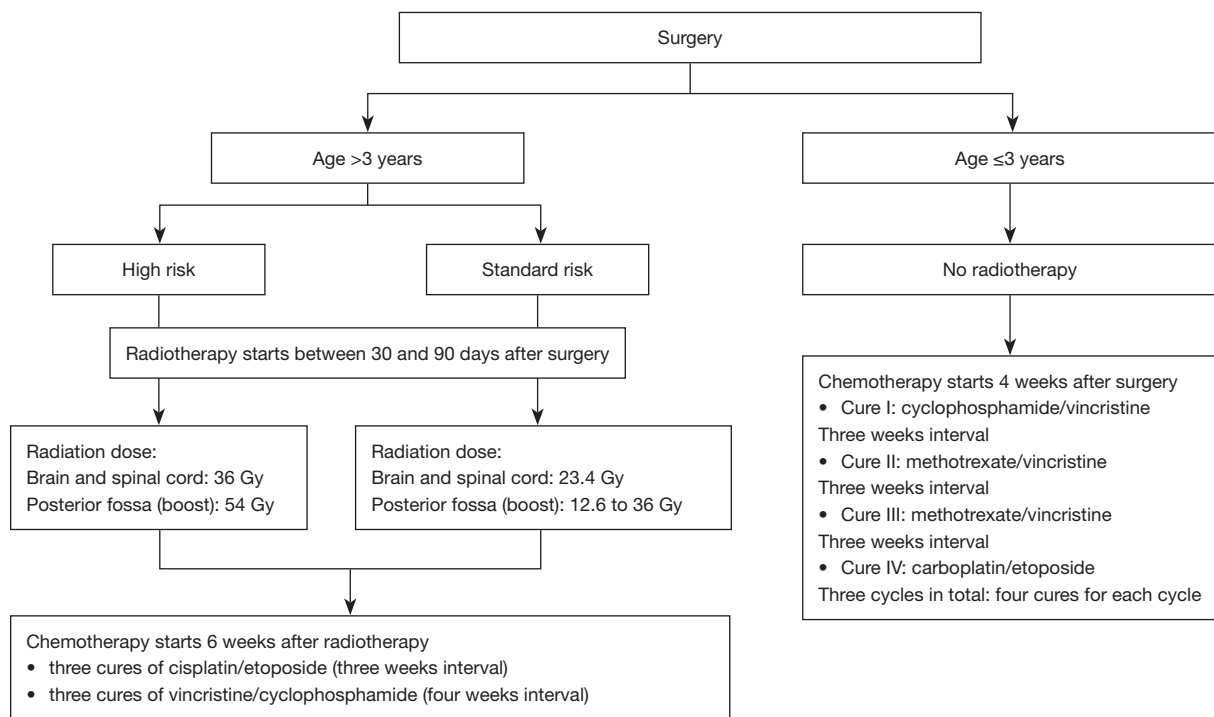 Surgery
Age >3 years
Age ≤3 years
High risk
Standard risk
No radiotherapy
Radiotherapy starts between 30 and 90 days after surgery
Radiation dose:
Brain and spinal cord: 36 Gy
Posterior fossa (boost): 54 Gy
Radiation dose:
Brain and spinal cord: 23.4 Gy
Posterior fossa (boost): 12.6 to 36 Gy
Chemotherapy starts 4 weeks after surgery
• Cure I: cyclophosphamide/vincristine
Three weeks interval
• Cure II: methotrexate/vincristine
Three weeks interval
• Cure III: methotrexate/vincristine
Three weeks interval
• Cure IV: carboplatin/etoposide
Three cycles in total: four cures for each cycle
Chemotherapy starts 6 weeks after radiotherapy
• three cures of cisplatin/etoposide (three weeks interval)
• three cures of vincristine/cyclophosphamide (four weeks interval)